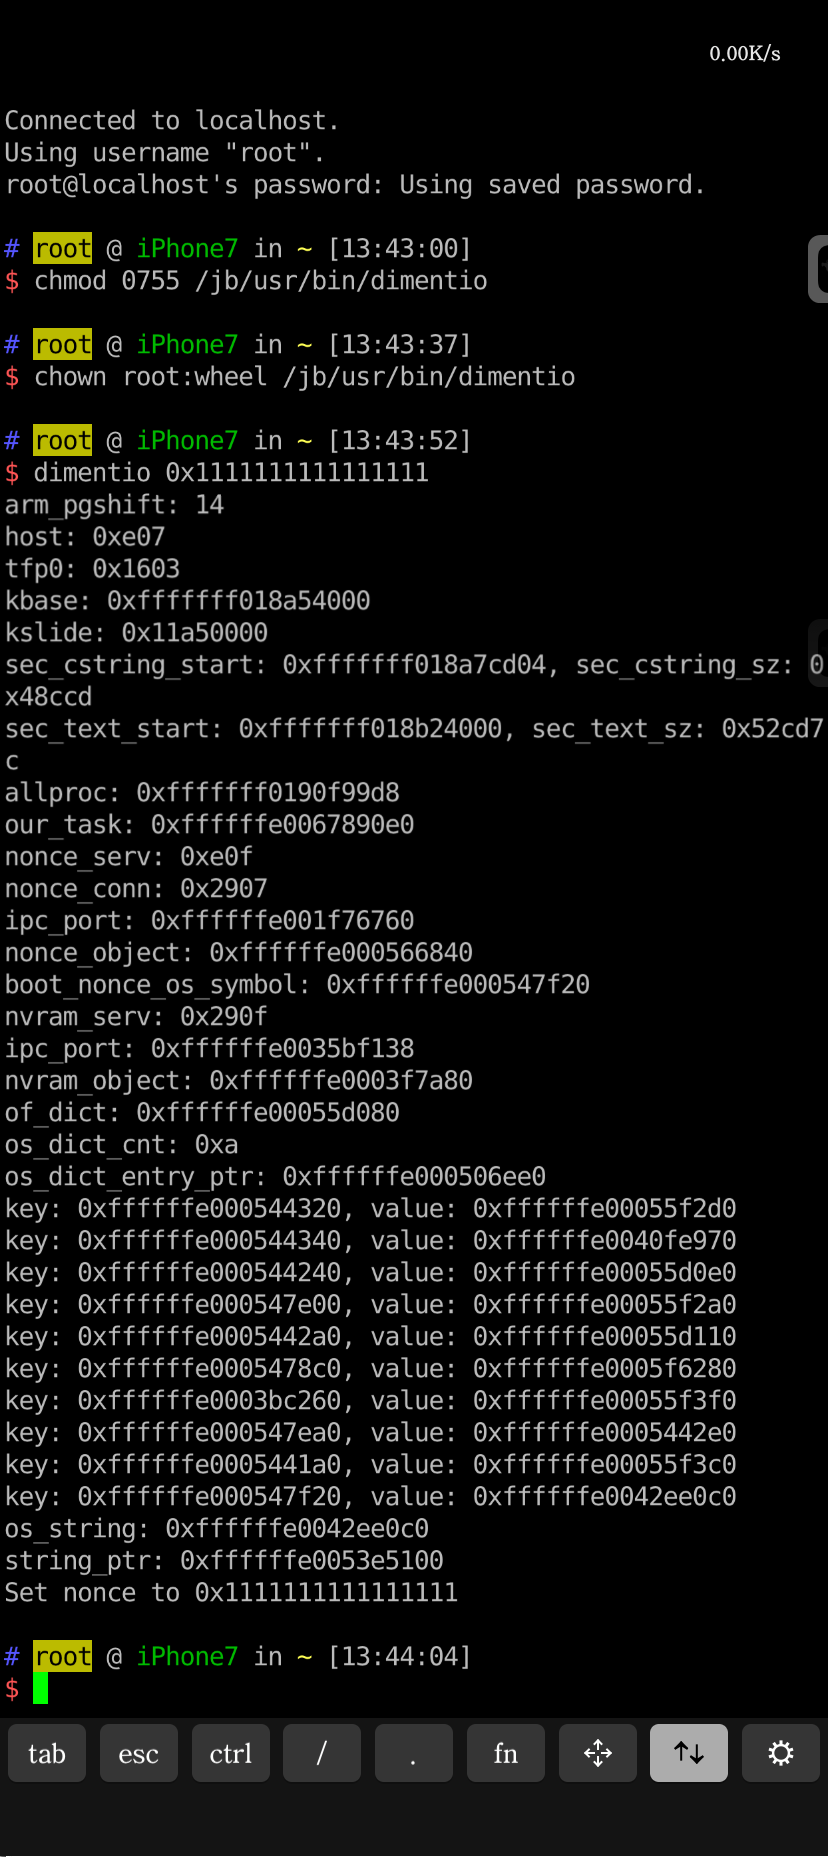 0.00K/s
Connected to localhost.
Using username "root".
root@localhost's password: Using saved password.
# root @ iPhone7 in ~ [13:43:00]
$ chmod 0755 /jb/usr/bin/dimentio
# root @ iPhone7 in ~ [13:43:37]
$ chown root:wheel /jb/usr/bin/dimentio
# root @ iPhone7 in ~ [13:43:52]
$ dimentio 0x1111111111111111
arm_pgshift: 14
host: 0xe07
tfp0: 0x1603
kbase: 0xfffffff018a54000
kslide: 0x11a50000
sec_cstring_start: 0xfffffff018a7cd04, sec_cstring_sz: 0
x48ccd
sec_text_start: 0xfffffff018b24000, sec_text_sz: 0x52cd7
c
allproc: 0xfffffff0190f99d8
our_task: 0xffffffe0067890e0
nonce_serv: 0xe0f
nonce_conn: 0x2907
ipc_port: 0xffffffe001f76760
nonce_object: 0xffffffe000566840
boot_nonce_os_symbol: 0xffffffe000547f20
nvram_serv: 0x290f
ipc_port: 0xffffffe0035bf138
nvram_object: 0xffffffe0003f7a80
of_dict: 0xffffffe00055d080
os_dict_cnt: 0xa
os_dict_entry_ptr: 0xffffffe000506ee0
key: 0xffffffe000544320, value: 0xffffffe00055f2d0
key: 0xffffffe000544340, value: 0xffffffe0040fe970
key: 0xffffffe000544240, value: 0xffffffe00055d0e0
key: 0xffffffe000547e00, value: 0xffffffe00055f2a0
key: 0xffffffe0005442a0, value: 0xffffffe00055d110
key: 0xffffffe0005478c0, value: 0xffffffe0005f6280
key: 0xffffffe0003bc260, value: 0xffffffe00055f3f0
key: 0xffffffe000547ea0, value: 0xffffffe0005442e0
key: 0xffffffe0005441a0, value: 0xffffffe00055f3c0
key: 0xffffffe000547f20, value: 0xffffffe0042ee0c0
os_string: 0xffffffe0042ee0c0
string_ptr: 0xffffffe0053e5100
Set nonce to 0x1111111111111111
# root @ iPhone7 in ~ [13:44:04]
$
tab esc ctrl / . fn